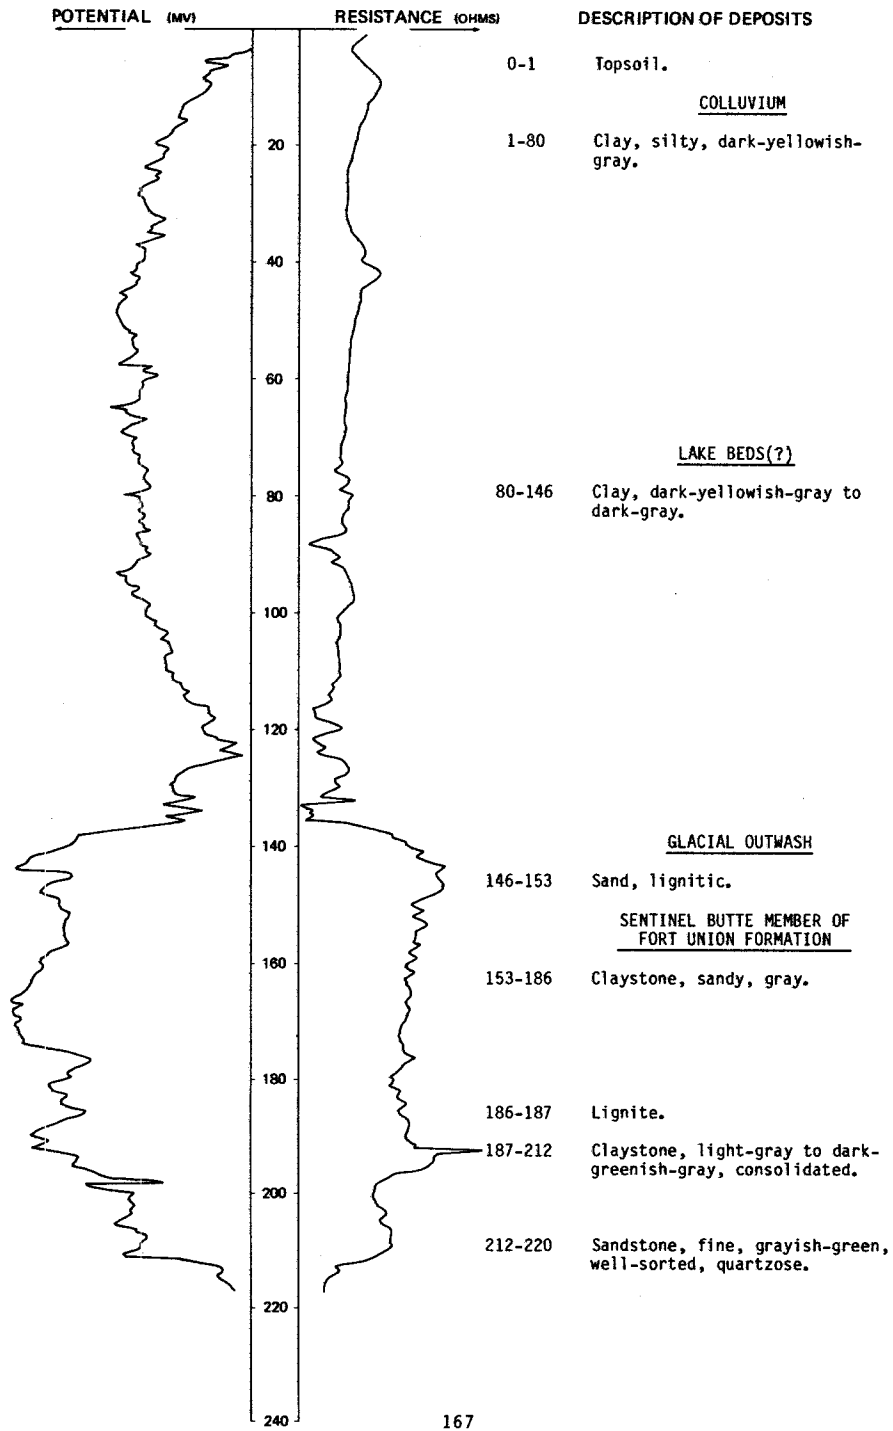 POTENTIAL (MV) RESISTANCE (OHMS) DESCRIPTION OF DEPOSITS
0-1 Topsoil.
COLLUVIUM
20
1-80 Clay, silty, dark-yellowish-
gray.
40
60
LAKE BEDS(?)
80
80-146 Clay, dark-yellowish-gray to
dark-gray.
100
120
140
GLACIAL OUTWASH
146-153 Sand, lignitic.
SENTINEL BUTTE MEMBER OF
FORT UNION FORMATION
160
153-186 Claystone, sandy, gray.
180
186-187 Lignite.
187-212 Claystone, light-gray to dark-
greenish-gray, consolidated.
200
212-220 Sandstone, fine, grayish-green,
well-sorted, quartzose.
220
240
167